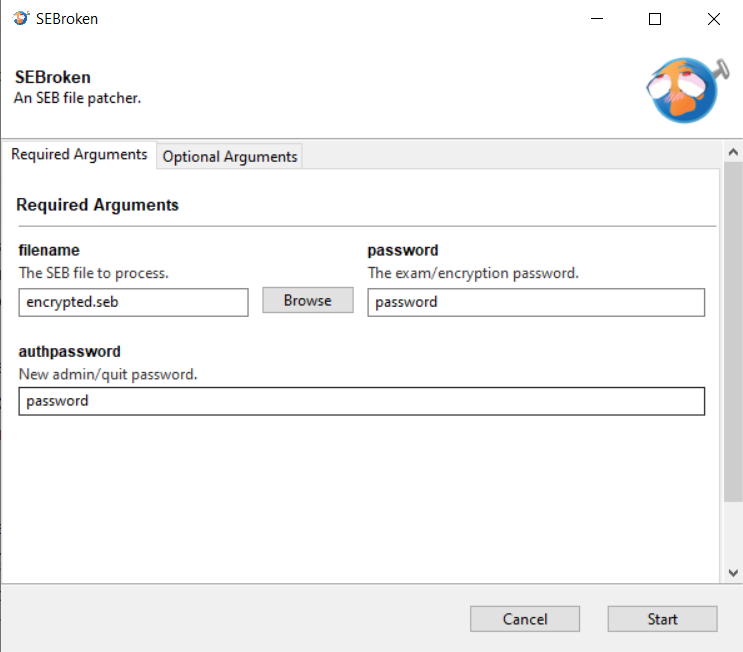 SEBroken
SEBroken
An SEB file patcher.
Required Arguments
Optional Arguments
Required Arguments
filename
The SEB file to process.
encrypted.seb
Browse
password
The exam/encryption password.
password
authpassword
New admin/quit password.
password
Cancel
Start